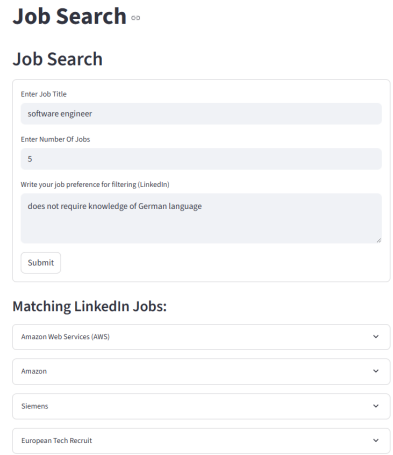 Job Search
Job Search
Enter Job Title
software engineer
Enter Number Of Jobs
5
Write your job preference for filtering (LinkedIn)
does not require knowledge of German language
Submit
Matching LinkedIn Jobs:
Amazon Web Services (AWS)
Amazon
Siemens
European Tech Recruit